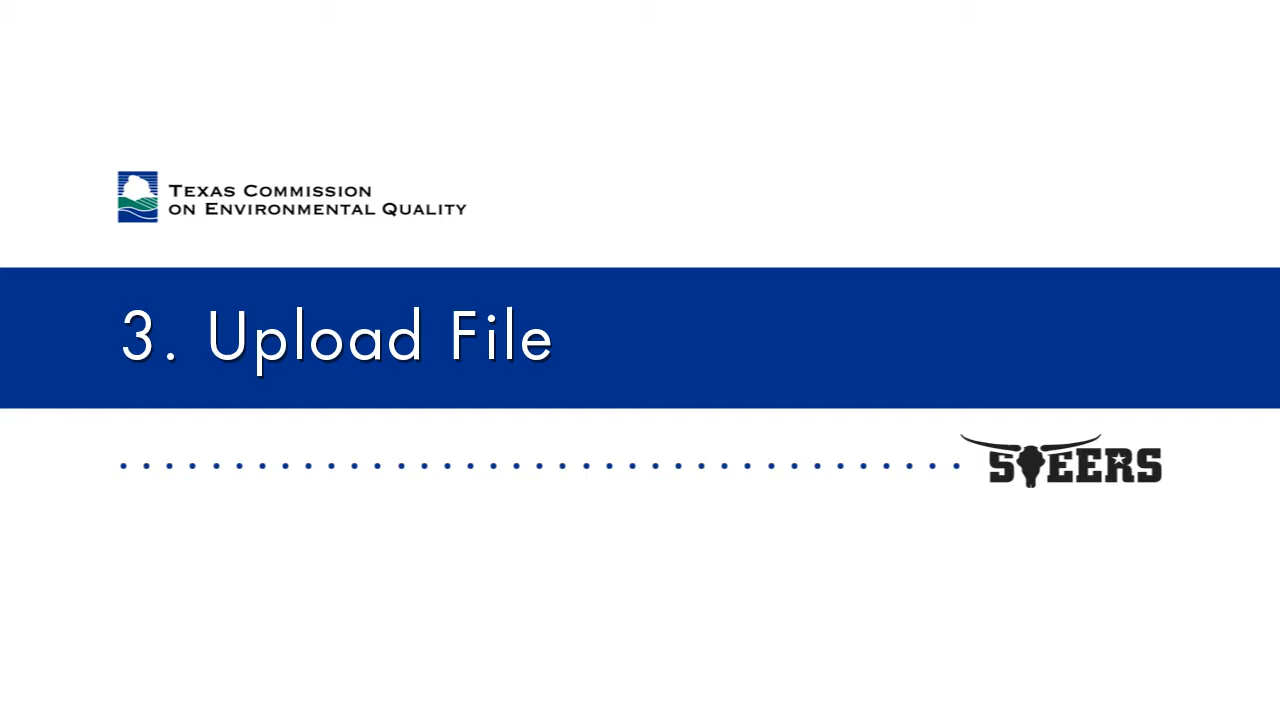 Texas Commission
on Environmental Quality
3. Upload File
STEERS